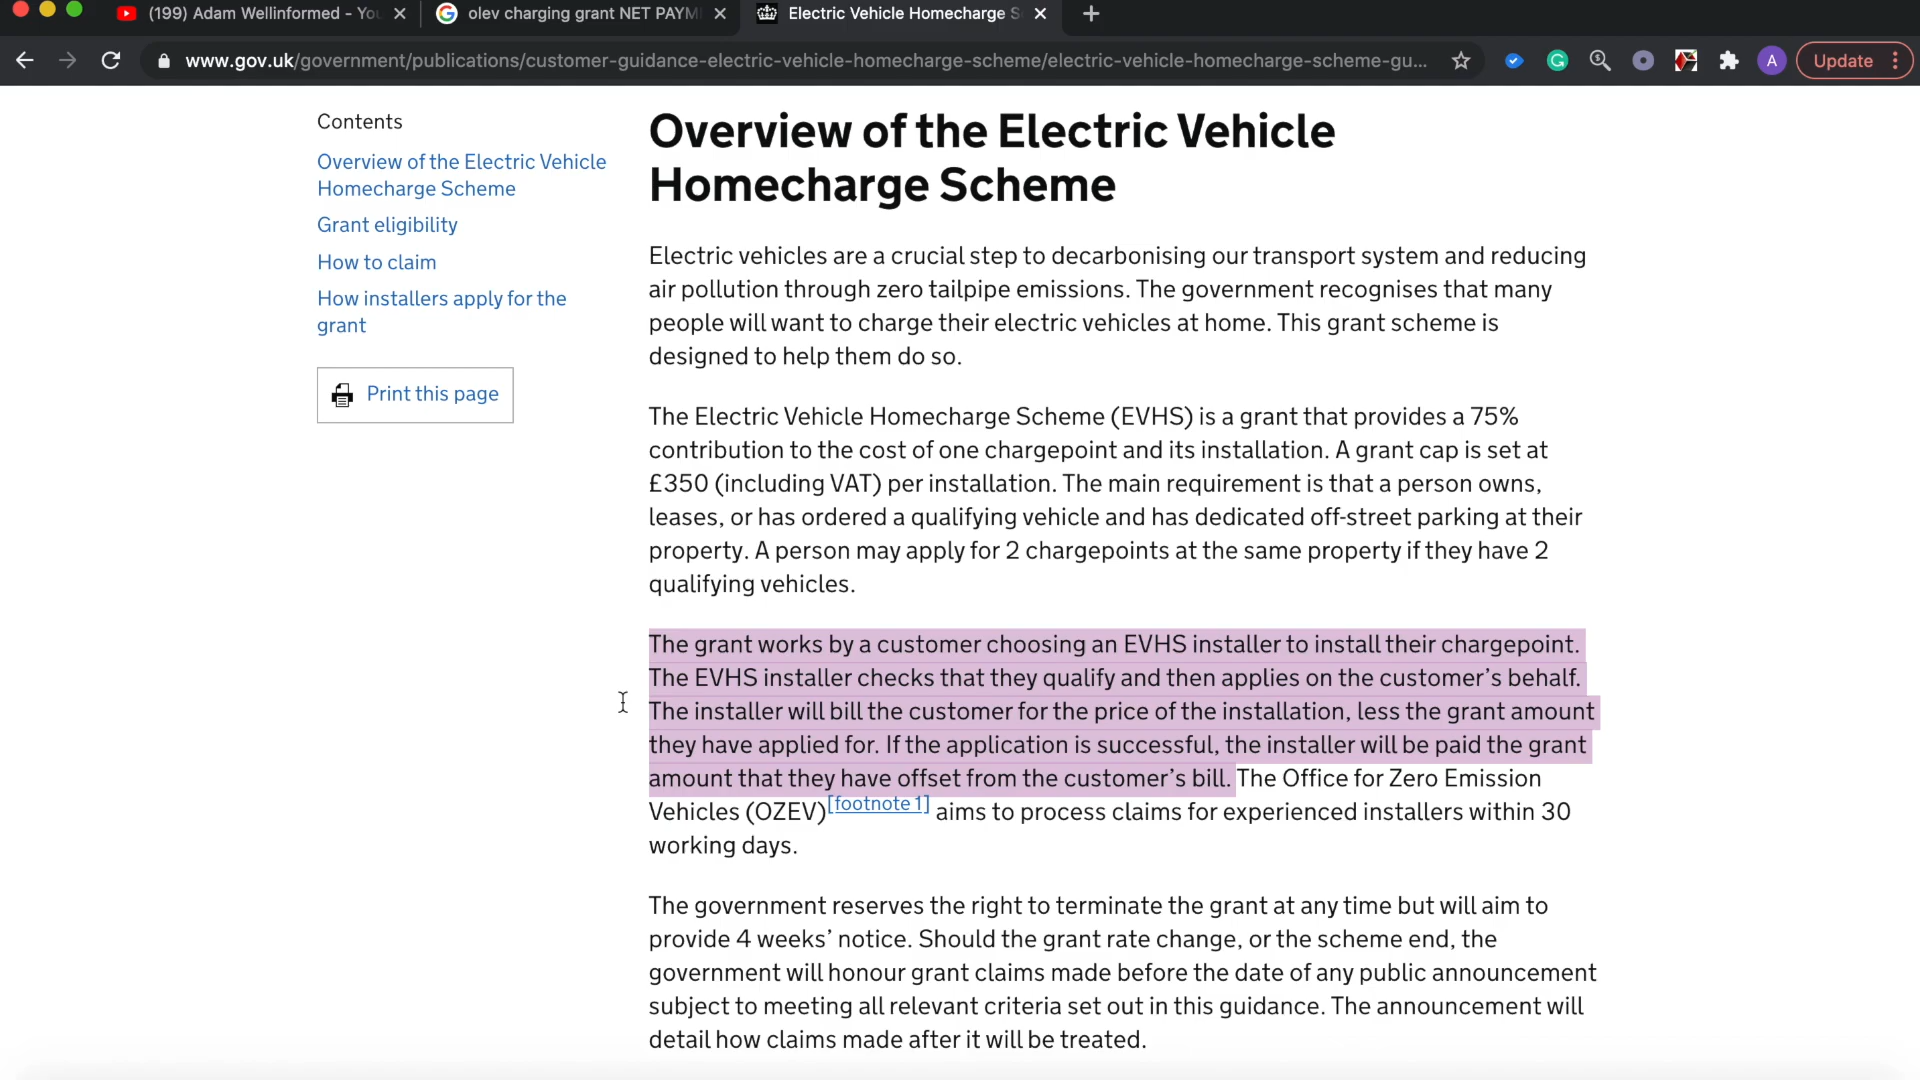 (199) Adam Wellinformed - You
olev charging grant NET PAYM
Electric Vehicle Homecharge S
www.gov.uk/government/publications/customer-guidance-electric-vehicle-homecharge-scheme/electric-vehicle-homecharge-scheme-gu...
A
Update
Contents
Overview of the Electric Vehicle
Homecharge Scheme
Grant eligibility
How to claim
How installers apply for the
grant
Print this page
Overview of the Electric Vehicle
Homecharge Scheme
Electric vehicles are a crucial step to decarbonising our transport system and reducing
air pollution through zero tailpipe emissions. The government recognises that many
people will want to charge their electric vehicles at home. This grant scheme is
designed to help them do so.
The Electric Vehicle Homecharge Scheme (EVHS) is a grant that provides a 75%
contribution to the cost of one chargepoint and its installation. A grant cap is set at
£350 (including VAT) per installation. The main requirement is that a person owns,
leases, or has ordered a qualifying vehicle and has dedicated off-street parking at their
property. A person may apply for 2 chargepoints at the same property if they have 2
qualifying vehicles.
The grant works by a customer choosing an EVHS installer to install their chargepoint.
The EVHS installer checks that they qualify and then applies on the customer’s behalf.
The installer will bill the customer for the price of the installation, less the grant amount
they have applied for. If the application is successful, the installer will be paid the grant
amount that they have offset from the customer’s bill. The Office for Zero Emission
Vehicles (OZEV)[footnote 1] aims to process claims for experienced installers within 30
working days.
The government reserves the right to terminate the grant at any time but will aim to
provide 4 weeks’ notice. Should the grant rate change, or the scheme end, the
government will honour grant claims made before the date of any public announcement
subject to meeting all relevant criteria set out in this guidance. The announcement will
detail how claims made after it will be treated.